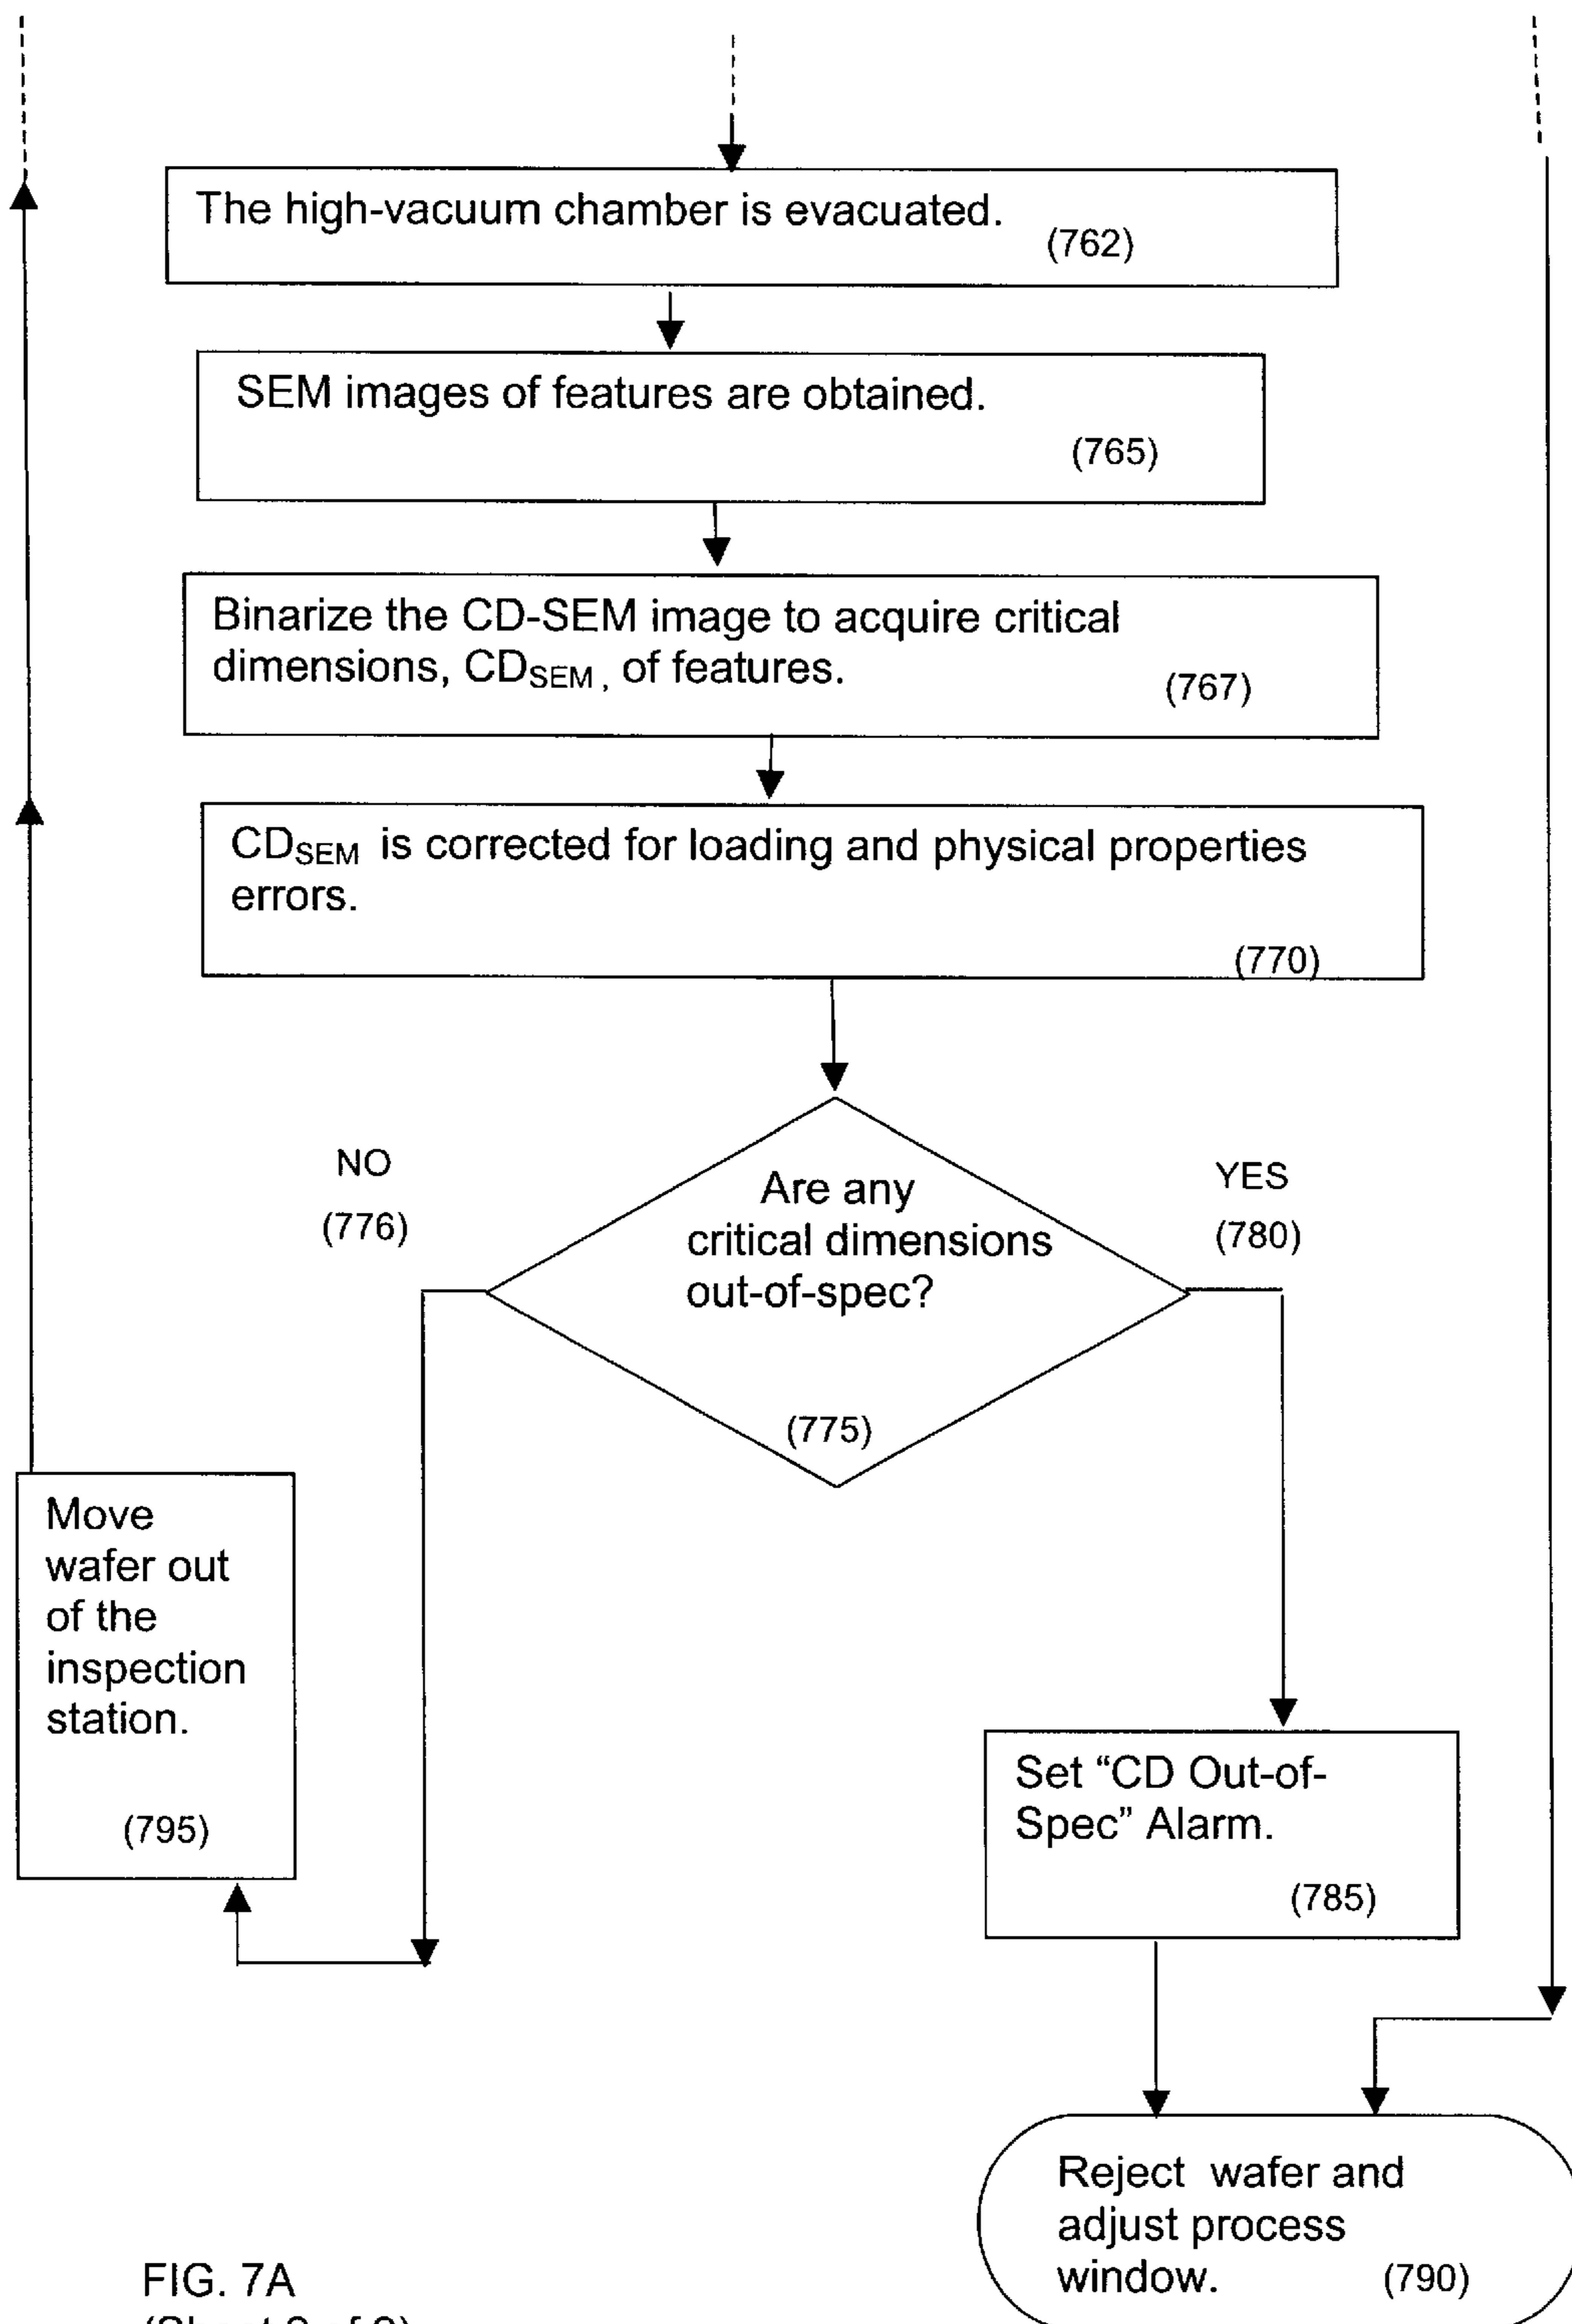 The high-vacuum chamber is evacuated.
(762)
SEM images of features are obtained.
(765)
Binarize the CD-SEM image to acquire critical
dimensions, CDSEM, of features.
(767)
CDSEM is corrected for loading and physical properties
errors.
(770)
NO
(776)
Are any
critical dimensions
out-of-spec?
(775)
YES
(780)
Move
wafer out
of the
inspection
station.
(795)
Set “CD Out-of-
Spec” Alarm.
(785)
Reject wafer and
adjust process
window. (790)
FIG. 7A